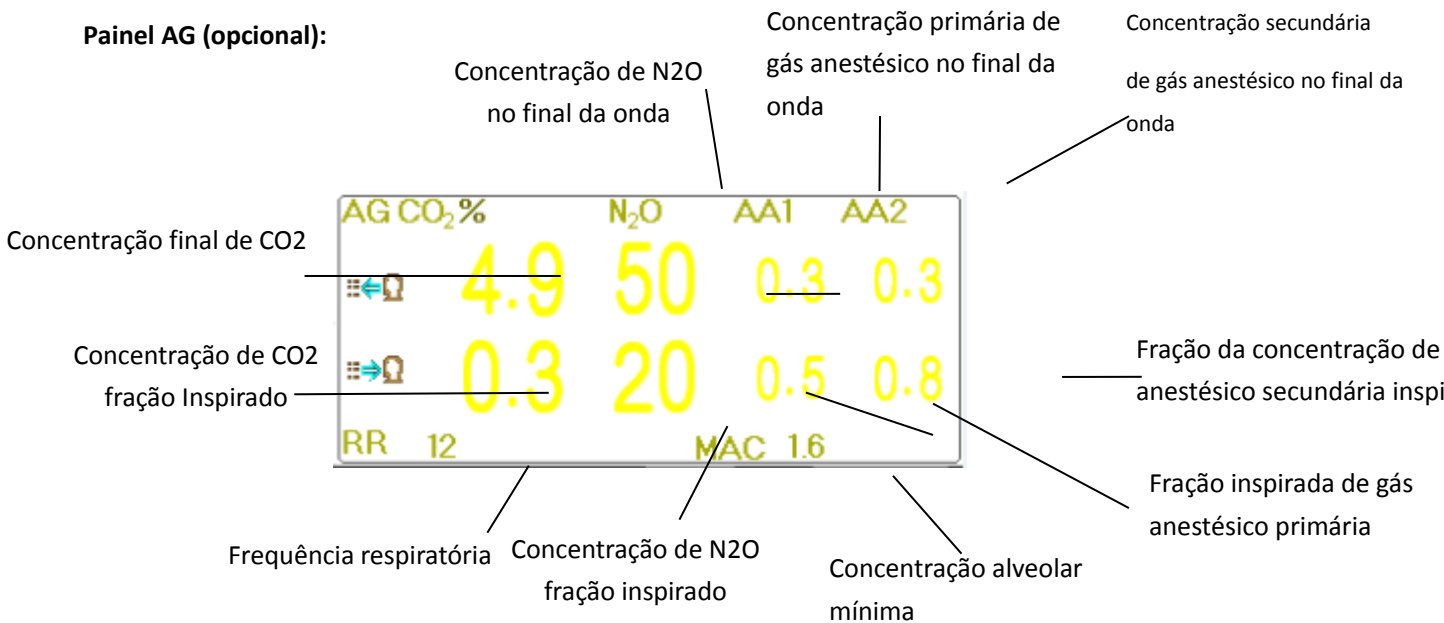 Painel AG (opcional):
Concentração de N2O
no final da onda
Concentração primária de
gás anestésico no final da
onda
Concentração secundária
de gás anestésico no final da
onda
AG CO₂% N₂O AA1 AA2
Concentração final de CO2
4.9 50 0.3 0.3
Concentração de CO2
fração Inspirado
0.3 20 0.5 0.8
Fração da concentração de
anestésico secundária inspi
RR 12 MAC 1.6
Fração inspirada de gás
anestésico primária
Frequência respiratória
Concentração de N2O
fração inspirado
Concentração alveolar
mínima